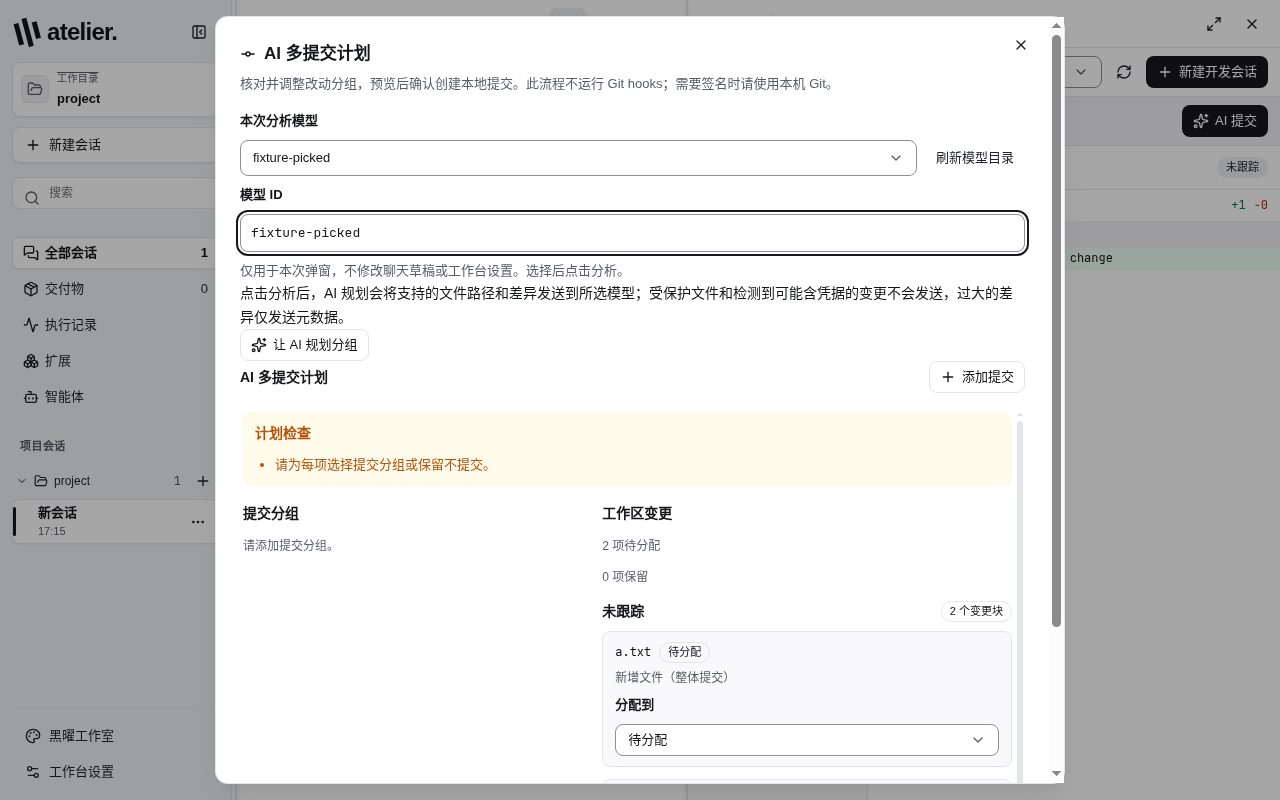 atelier.
工作目录
project
新建会话
搜索
全部会话 1
交付物 0
执行记录
扩展
智能体
项目会话
project 1
新会话
17:15
黑曜工作室
工作台设置
AI 多提交计划
核对并调整改动分组，预览后确认创建本地提交。此流程不运行 Git hooks；需要签名时请使用本机 Git。
本次分析模型
fixture-picked
刷新模型目录
模型 ID
fixture-picked
仅用于本次弹窗，不修改聊天草稿或工作台设置。选择后点击分析。
点击分析后，AI 规划会将支持的文件路径和差异发送到所选模型；受保护文件和检测到可能含凭据的变更不会发送，过大的差
异仅发送元数据。
让 AI 规划分组
AI 多提交计划
添加提交
计划检查
• 请为每项选择提交分组或保留不提交。
提交分组
请添加提交分组。
工作区变更
2 项待分配
0 项保留
未跟踪
2 个变更块
a.txt 待分配
新增文件（整体提交）
分配到
待分配
新建开发会话
AI 提交
未跟踪
+1 -0
change